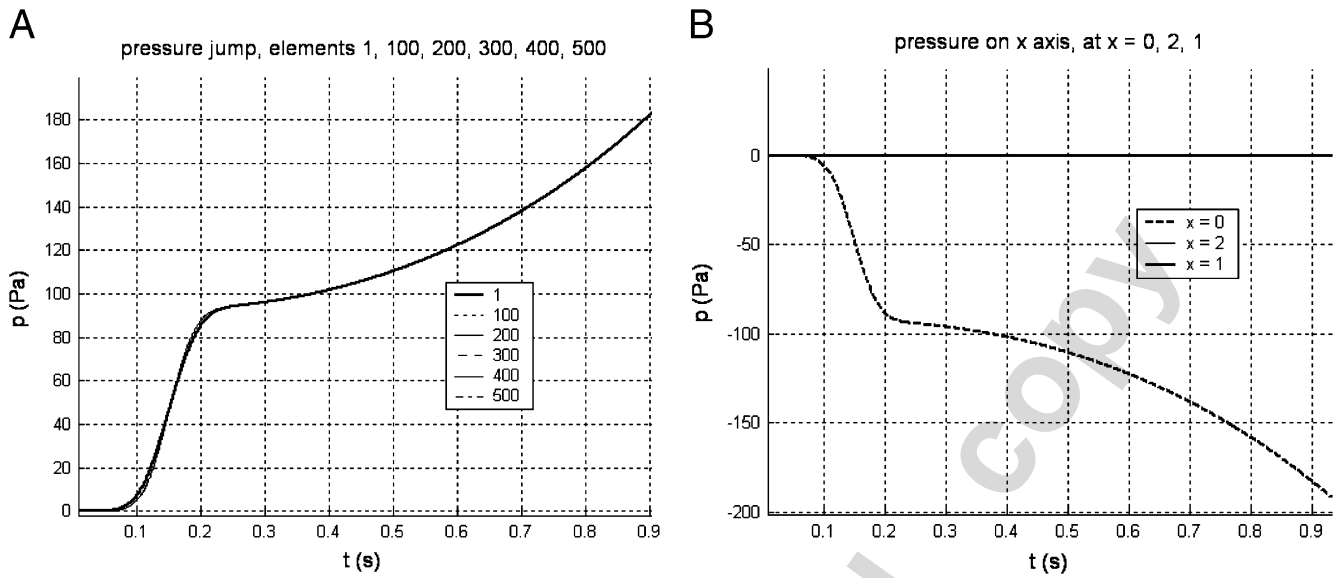 A
pressure jump, elements 1, 100, 200, 300, 400, 500
180
160
140
120
100
80
60
40
20
0
p (Pa)
1
100
200
300
400
500
0.1 0.2 0.3 0.4 0.5 0.6 0.7 0.8 0.9
t (s)
B
pressure on x axis, at x = 0, 2, 1
0
-50
-100
-150
-200
p (Pa)
x = 0
x = 2
x = 1
0.1 0.2 0.3 0.4 0.5 0.6 0.7 0.8 0.9
t (s)
copy